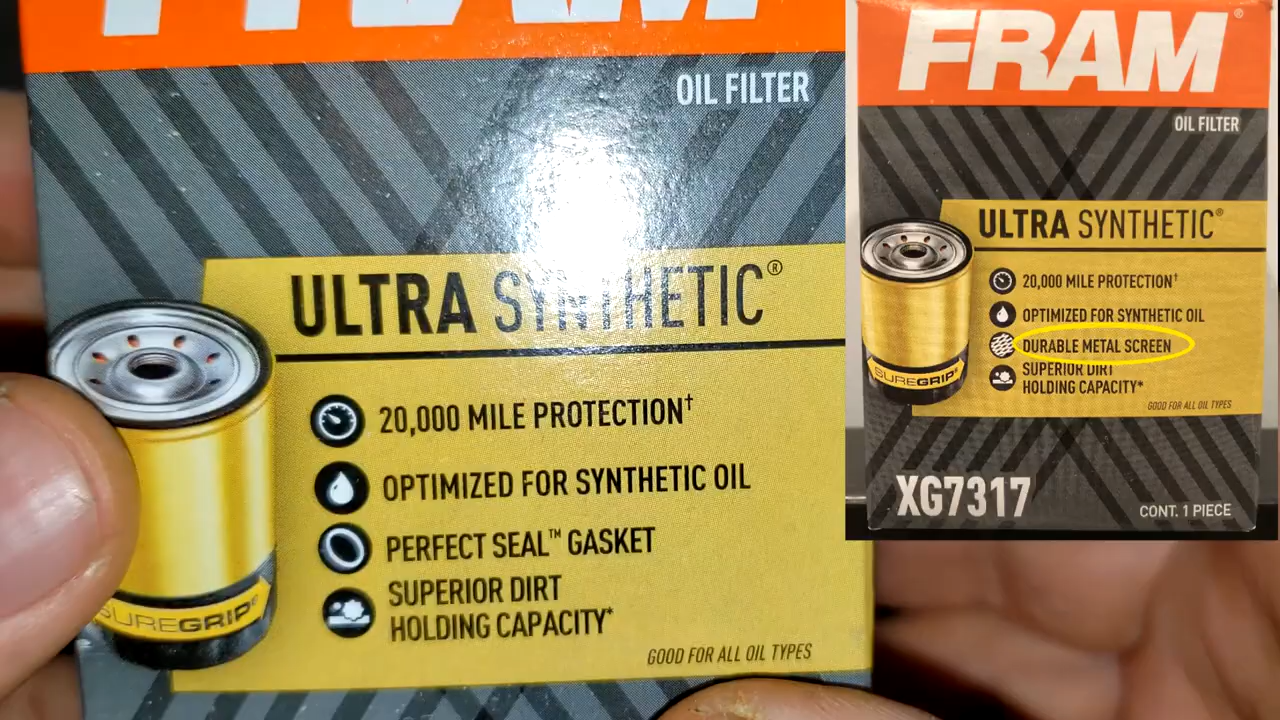 FRAM
OIL FILTER
ULTRA SYNTHETIC®
20,000 MILE PROTECTION†
OPTIMIZED FOR SYNTHETIC OIL
PERFECT SEAL™ GASKET
SUPERIOR DIRT
HOLDING CAPACITY*
GOOD FOR ALL OIL TYPES
SUREGRIP®
FRAM®
OIL FILTER
ULTRA SYNTHETIC®
20,000 MILE PROTECTION†
OPTIMIZED FOR SYNTHETIC OIL
DURABLE METAL SCREEN
SUPERIOR DIRT
HOLDING CAPACITY*
GOOD FOR ALL OIL TYPES
SUREGRIP®
XG7317
CONT. 1 PIECE